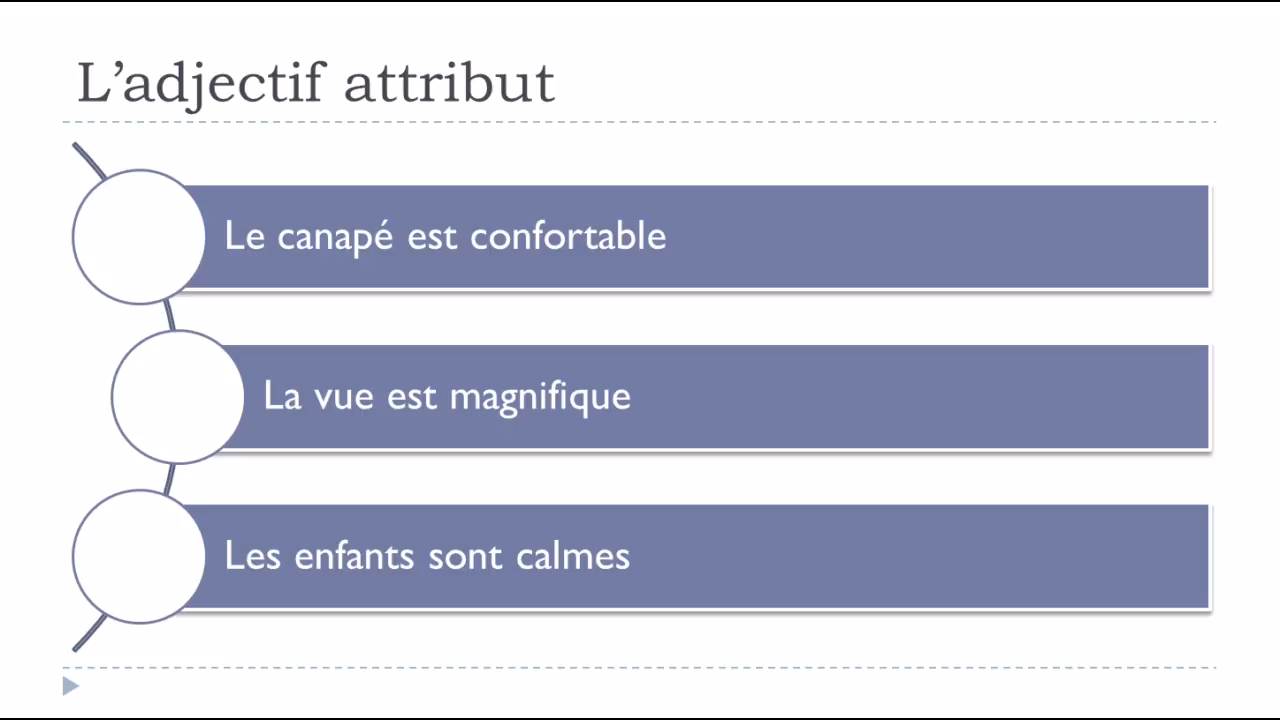 L’adjectif attribut
Le canapé est confortable
La vue est magnifique
Les enfants sont calmes